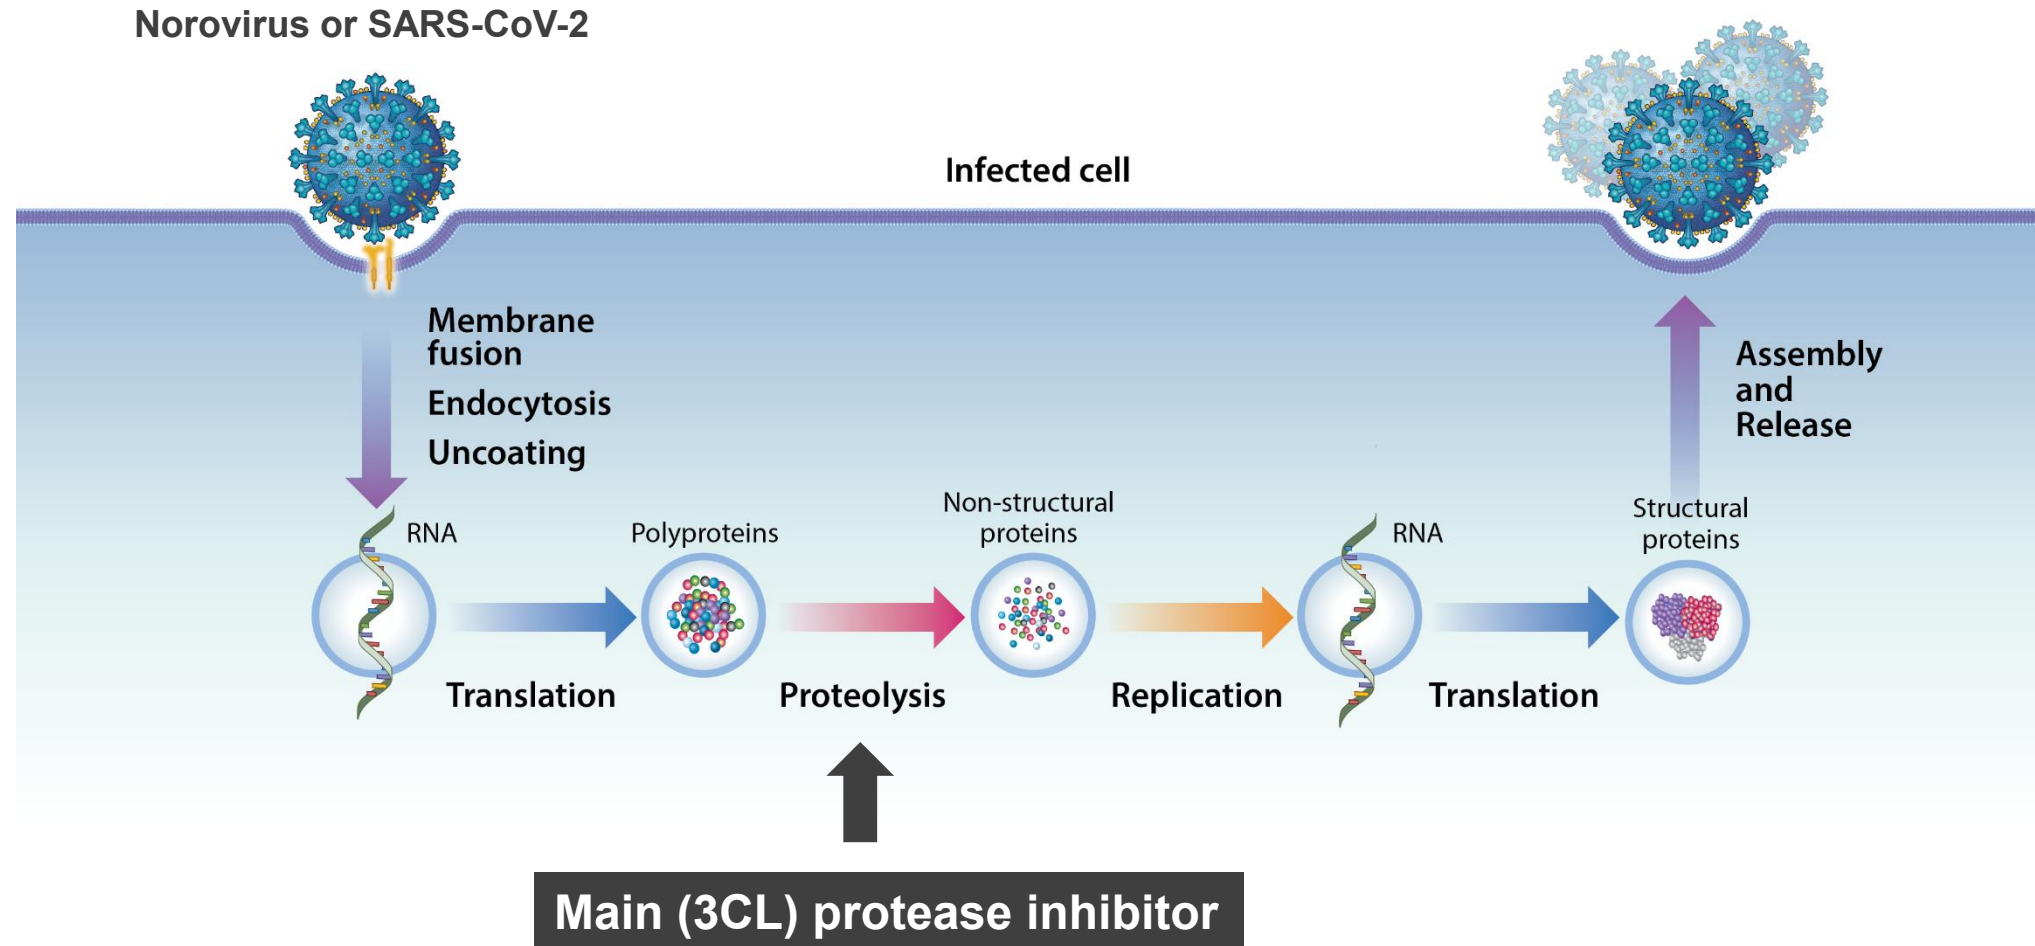 Norovirus or SARS-CoV-2
Infected cell
Membrane
fusion
Endocytosis
Uncoating
Assembly
and
Release
RNA
Polyproteins
Non-structural
proteins
RNA
Structural
proteins
Translation
Proteolysis
Replication
Translation
Main (3CL) protease inhibitor